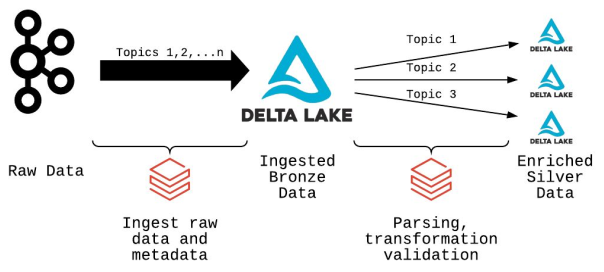 Topics 1,2,...n
Topic 1
Topic 2
Topic 3
DELTA LAKE
DELTA LAKE
DELTA LAKE
DELTA LAKE
Raw Data
Ingested
Bronze
Data
Enriched
Silver
Data
Ingest raw
data and
metadata
Parsing,
transformation
validation